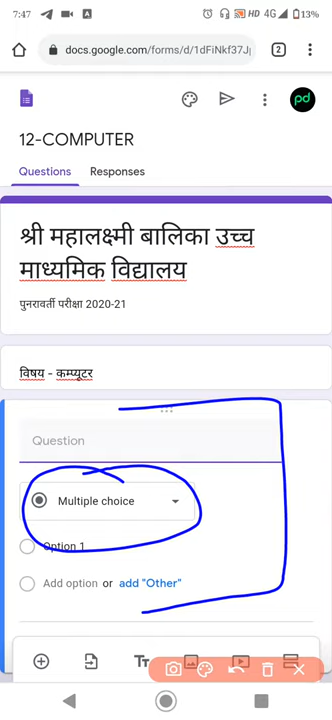 7:47 A HD 4G 13%
docs.google.com/forms/d/1dFiNkf37Jp 2
pd
12-COMPUTER
Questions Responses
श्री महालक्ष्मी बालिका उच्च
माध्यमिक विद्यालय
पुनरावर्ती परीक्षा 2020-21
विषय - कम्प्यूटर
Question
Multiple choice
Option 1
Add option or add "Other"
Tт